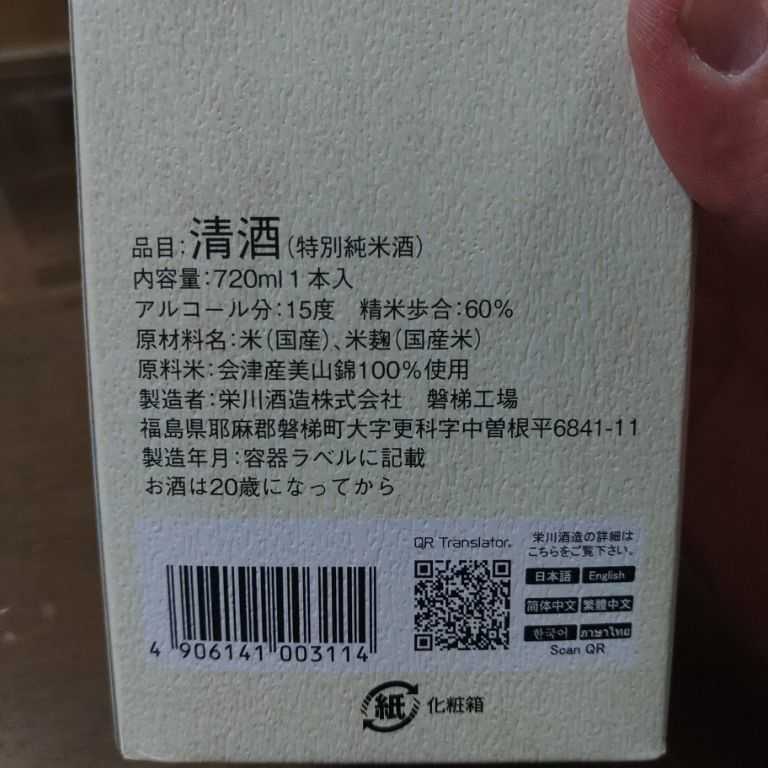 品目：清酒（特別純米酒）
内容量：720ml１本入
アルコール分：15度　精米歩合：60％
原材料名：米（国産）、米麹（国産米）
原料米：会津産美山錦100％使用
製造者：栄川酒造株式会社　磐梯工場
福島県耶麻郡磐梯町大字更科字中曽根平6841-11
製造年月：容器ラベルに記載
お酒は20歳になってから
QR Translator®
栄川酒造の詳細は
こちらをご覧下さい。
日本語 English
简体中文 繁體中文
한국어 ภาษาไทย
Scan QR
4 906141 003114
紙 化粧箱